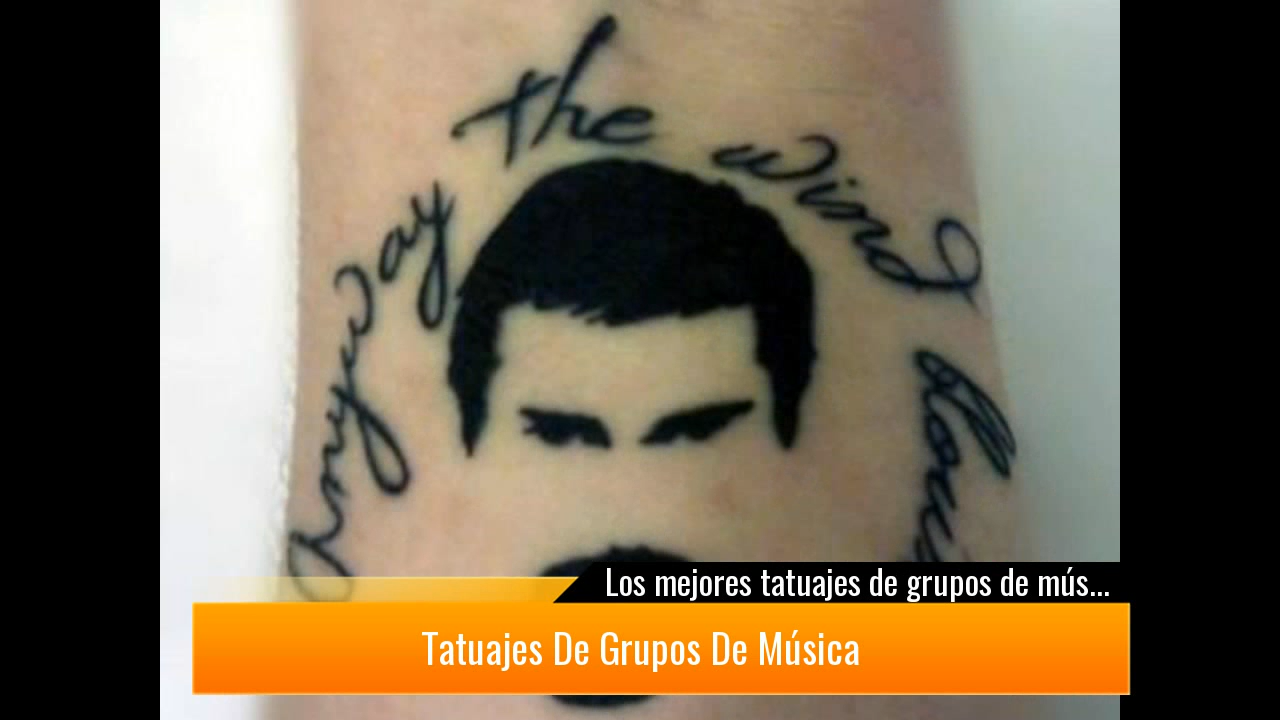 Anyway the wind blows
Los mejores tatuajes de grupos de mús...
Tatuajes De Grupos De Música